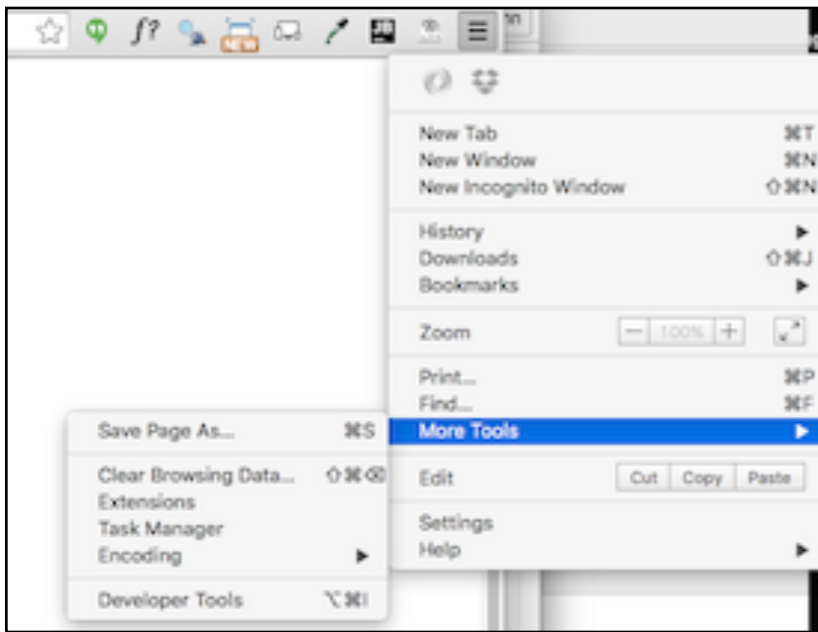 f?
NEW
New Tab ⌘T
New Window ⌘N
New Incognito Window ⇧⌘N
History ▶
Downloads ⇧⌘J
Bookmarks ▶
Zoom − 100% +
Print... ⌘P
Find... ⌘F
More Tools ▶
Edit Cut Copy Paste
Settings
Help ▶
Save Page As... ⌘S
Clear Browsing Data... ⇧⌘⌫
Extensions
Task Manager
Encoding ▶
Developer Tools ⌥⌘I